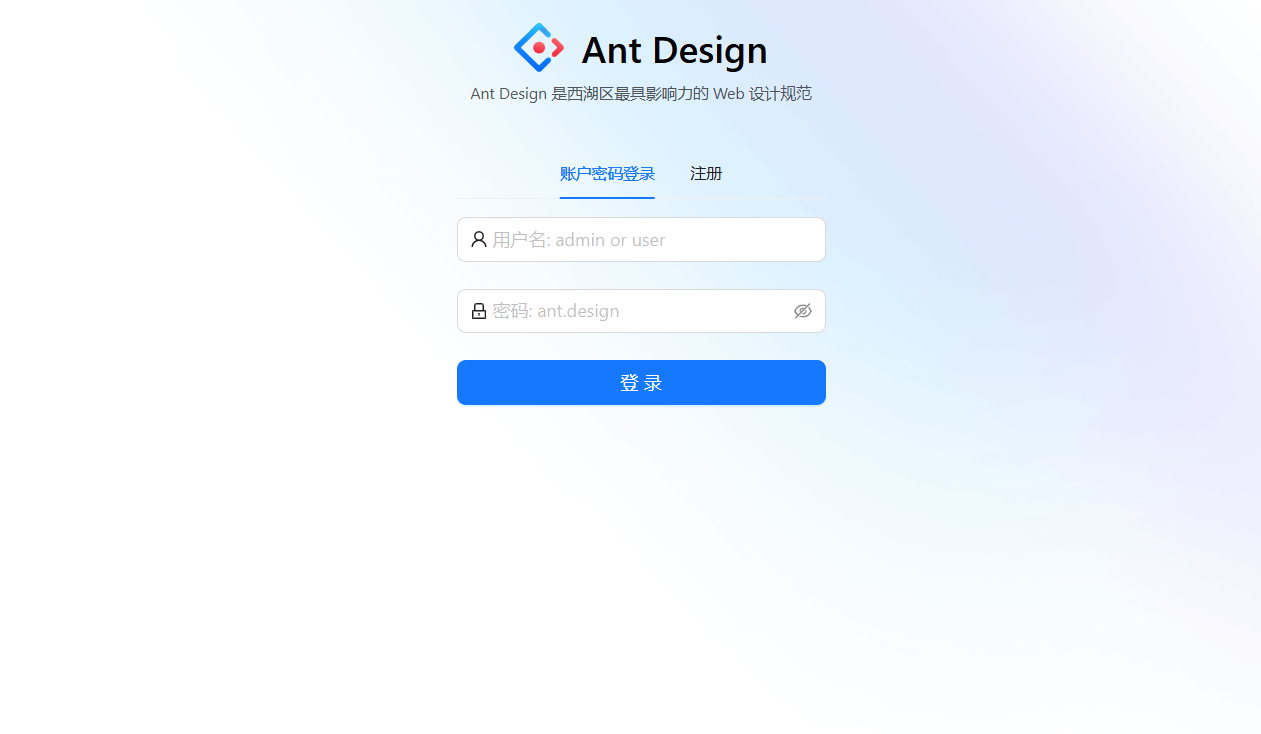 Ant Design
Ant Design 是西湖区最具影响力的 Web 设计规范
账户密码登录 注册
用户名: admin or user
密码: ant.design
登 录